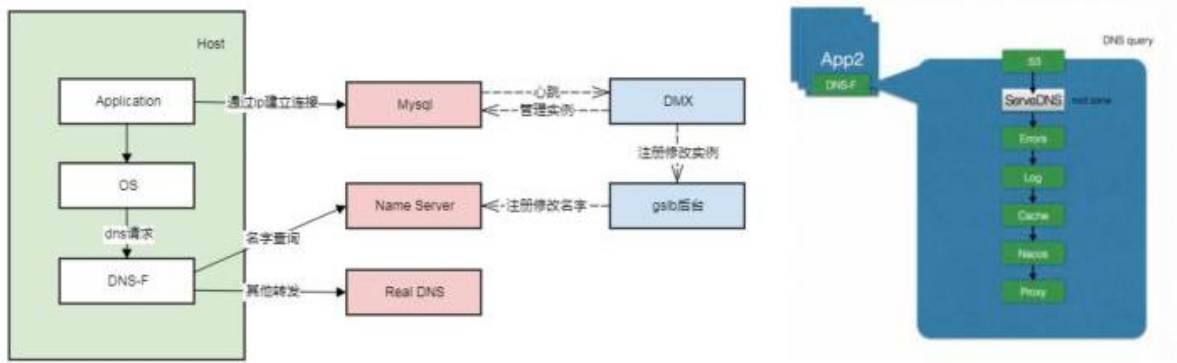 Host
Application
通过ip建立连接
Mysql
心跳
管理实例
DMX
注册修改实例
OS
dns请求
Name Server
注册修改名字
gslb后台
名字查询
DNS-F
其他转发
Real DNS
App2
DNS-F
DNS query
53
ServeDNS
root zone
Errors
Log
Cache
Nacos
Proxy